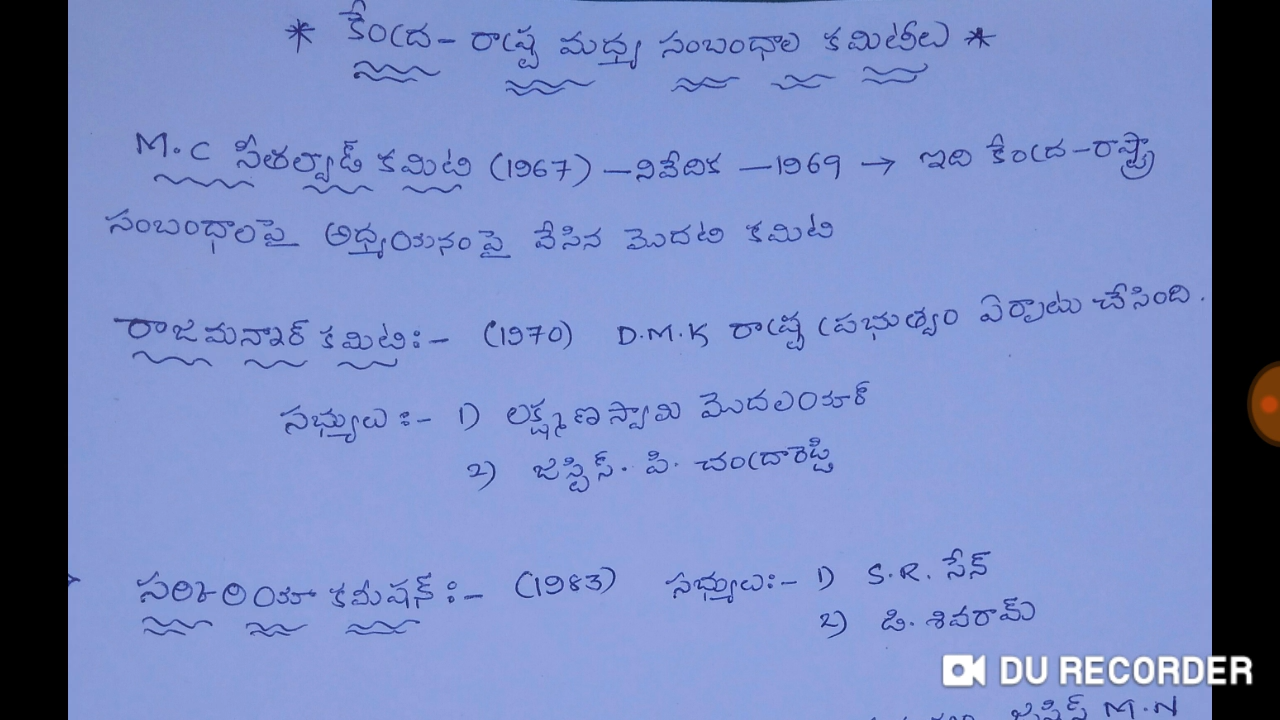 * కేంద్ర - రాష్ట్ర మధ్య సంబంధాల కమిటీలు *
M.C సీతల్వాడ్ కమిటి (1967) – నివేదిక – 1969 → ఇది కేంద్ర - రాష్ట్ర
సంబంధాలపై అధ్యయనంపై వేసిన మొదటి కమిటి
రాజమన్నార్ కమిటి :- (1970) D.M.K రాష్ట్ర ప్రభుత్వం ఏర్పాటు చేసింది.
సభ్యులు :- 1) లక్ష్మణస్వామి మొదలియార్
2) జస్టిస్. పి. చంద్రారెడ్డి
సర్కారియా కమీషన్ :- (1983) సభ్యులు :- 1) S.R. సేన్
2) డి. శివరామ్
జస్టిస్ M.N
DU RECORDER